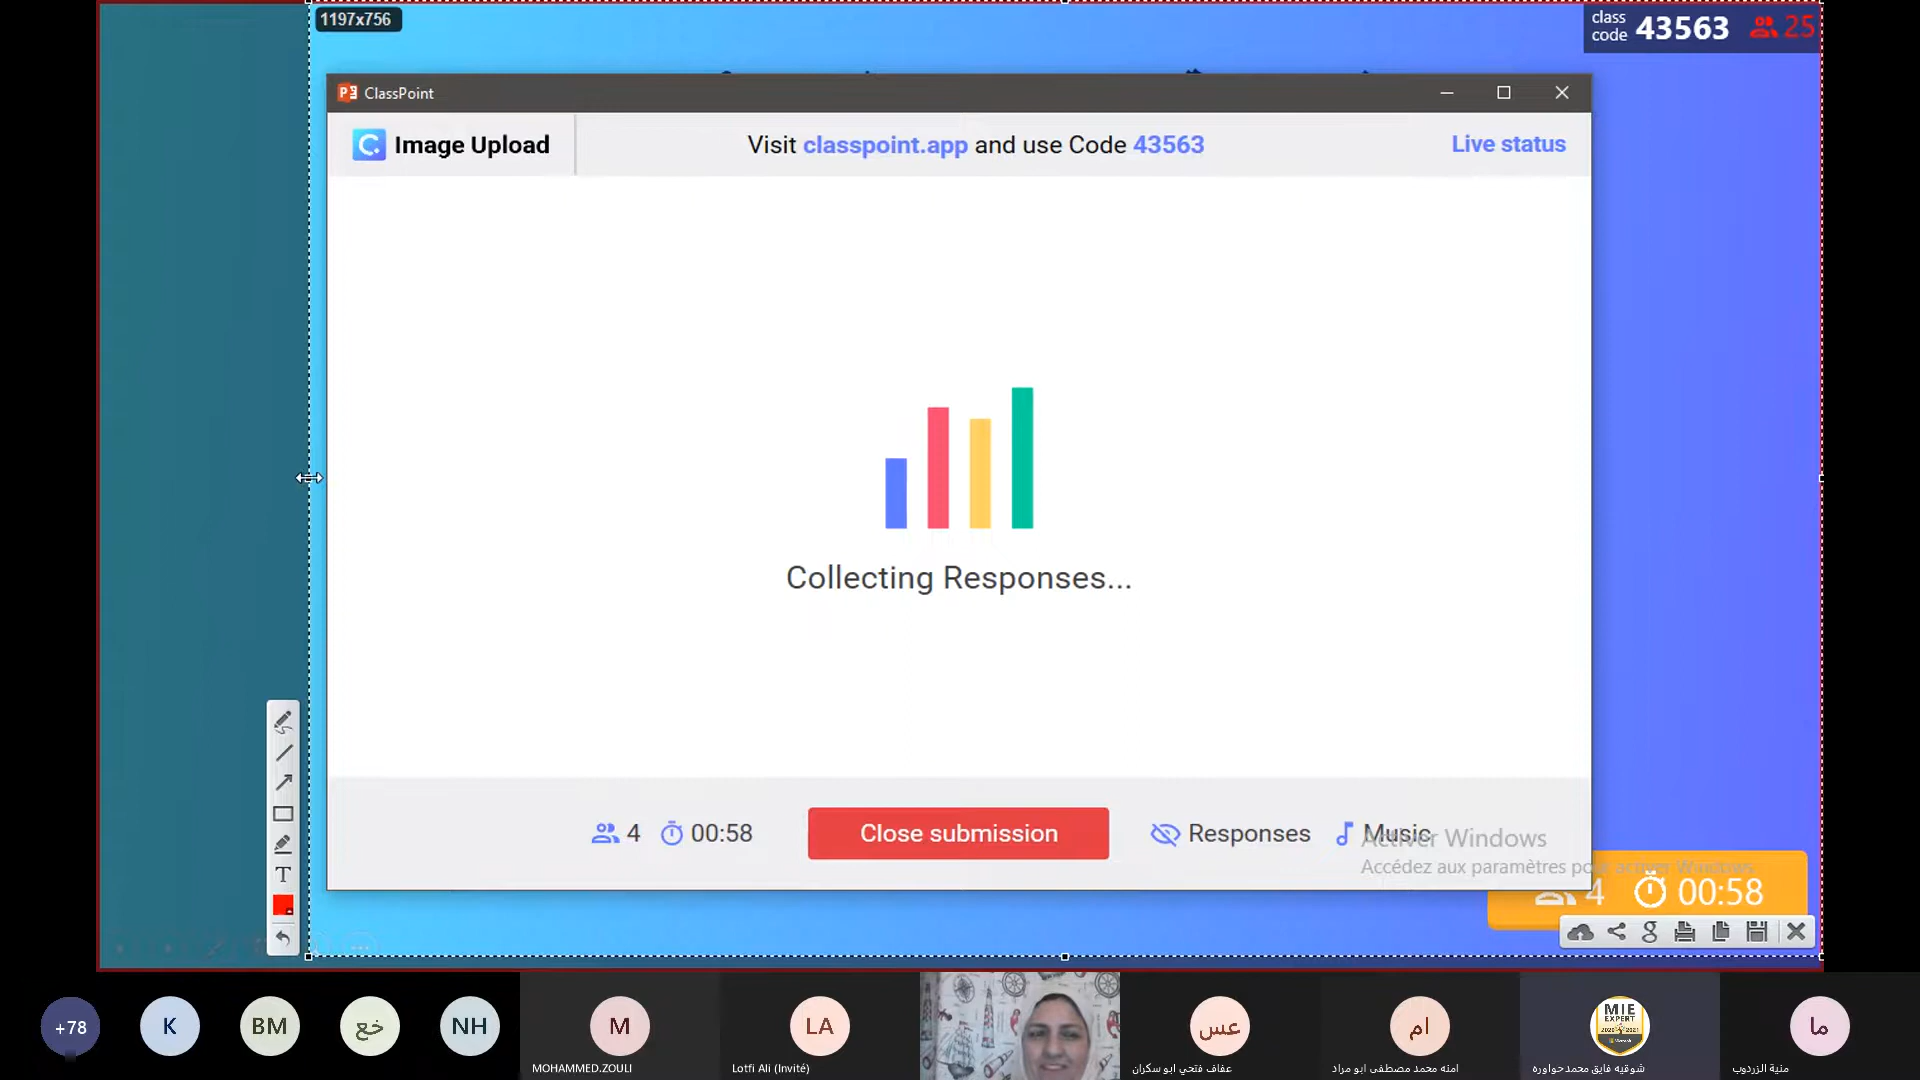 1197x756
class code 43563 25
ClassPoint
Image Upload
Visit classpoint.app and use Code 43563
Live status
Collecting Responses...
4 00:58
Close submission
Responses
Music
Activer Windows
Accédez aux paramètres pour activer Windows.
4 00:58
T
+78
K
BM
خع
NH
M
MOHAMMED.ZOULI
LA
Lotfi Ali (Invité)
عس
عفاف فتحي ابو سكران
ام
امنه محمد مصطفى ابو مراد
MIE
EXPERT
2020 2021
Microsoft
شوقيه فايق محمد حواوره
ما
منية الزردوب